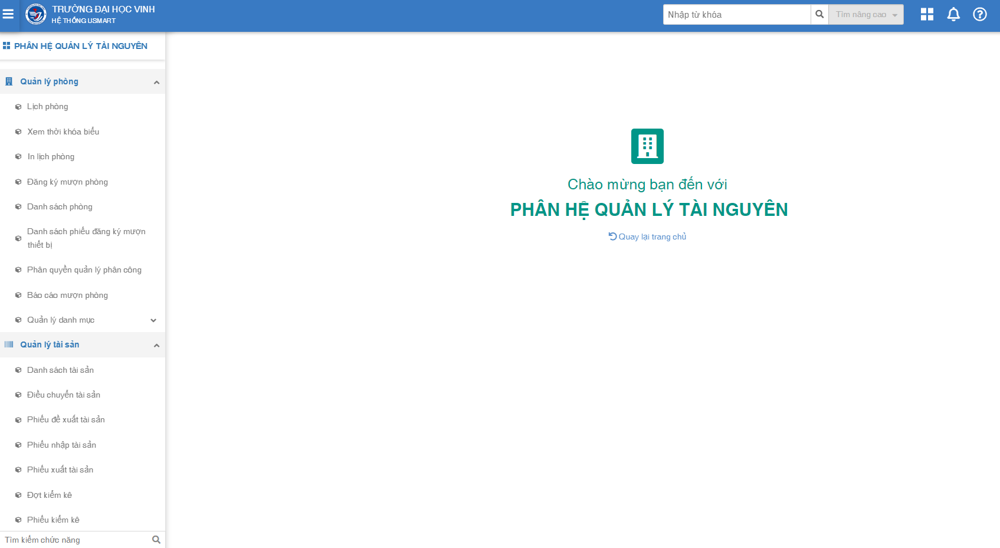 TRƯỜNG ĐẠI HỌC VINH
HỆ THỐNG USMART
Nhập từ khóa
Tìm nâng cao
PHÂN HỆ QUẢN LÝ TÀI NGUYÊN
Quản lý phòng
Lịch phòng
Xem thời khóa biểu
In lịch phòng
Đăng ký mượn phòng
Danh sách phòng
Danh sách phiếu đăng ký mượn
thiết bị
Phân quyền quản lý phân công
Báo cáo mượn phòng
Quản lý danh mục
Quản lý tài sản
Danh sách tài sản
Điều chuyển tài sản
Phiếu đề xuất tài sản
Phiếu nhập tài sản
Phiếu xuất tài sản
Đợt kiểm kê
Phiếu kiểm kê
Tìm kiếm chức năng
Chào mừng bạn đến với
PHÂN HỆ QUẢN LÝ TÀI NGUYÊN
Quay lại trang chủ